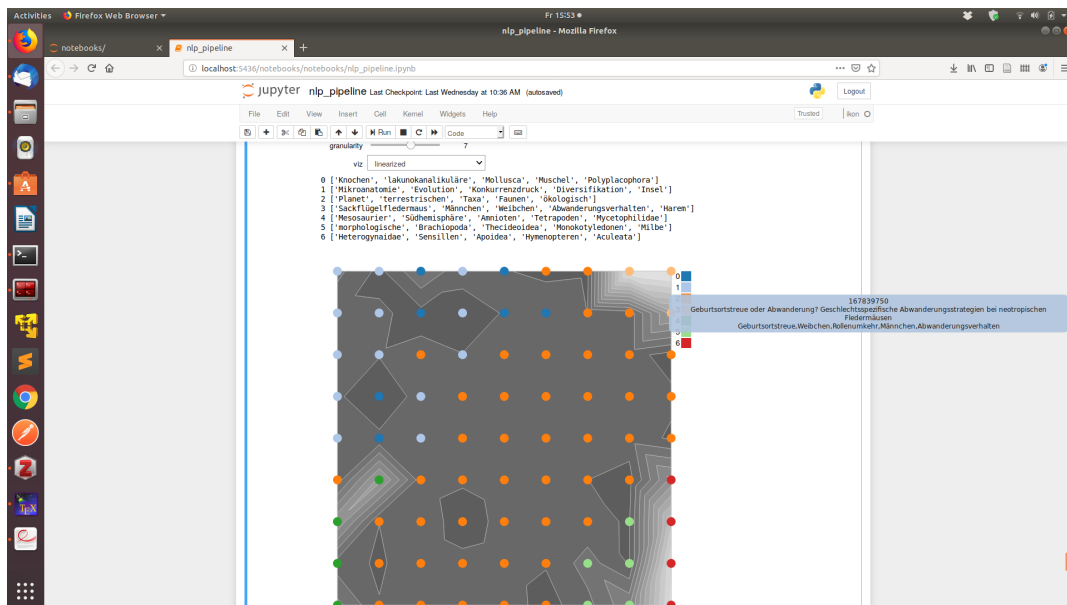 Activities Firefox Web Browser Fr 15:53
nlp_pipeline - Mozilla Firefox
notebooks/ nlp_pipeline
localhost:5436/notebooks/notebooks/nlp_pipeline.ipynb
jupyter nlp_pipeline Last Checkpoint: Last Wednesday at 10:36 AM (autosaved) Logout
File Edit View Insert Cell Kernel Widgets Help Trusted ikon
Run Code
granularity 7
viz linearized
0 ['Knochen', 'lakunokanalikuläre', 'Mollusca', 'Muschel', 'Polyplacophora']
1 ['Mikroanatomie', 'Evolution', 'Konkurrenzdruck', 'Diversifikation', 'Insel']
2 ['Planet', 'terrestrischen', 'Taxa', 'Faunen', 'ökologisch']
3 ['Sackflügelfledermaus', 'Männchen', 'Weibchen', 'Abwanderungsverhalten', 'Harem']
4 ['Mesosaurier', 'Südhemisphäre', 'Amnioten', 'Tetrapoden', 'Mycetophilidae']
5 ['morphologische', 'Brachiopoda', 'Thecideoidea', 'Monokotyledonen', 'Milbe']
6 ['Heterogynaidae', 'Sensillen', 'Apoidea', 'Hymenopteren', 'Aculeata']
0
1
167839750
Geburtsortstreue oder Abwanderung? Geschlechtsspezifische Abwanderungsstrategien bei neotropischen
Fledermäusen
Geburtsortstreue,Weibchen,Rollenumkehr,Männchen,Abwanderungsverhalten
6